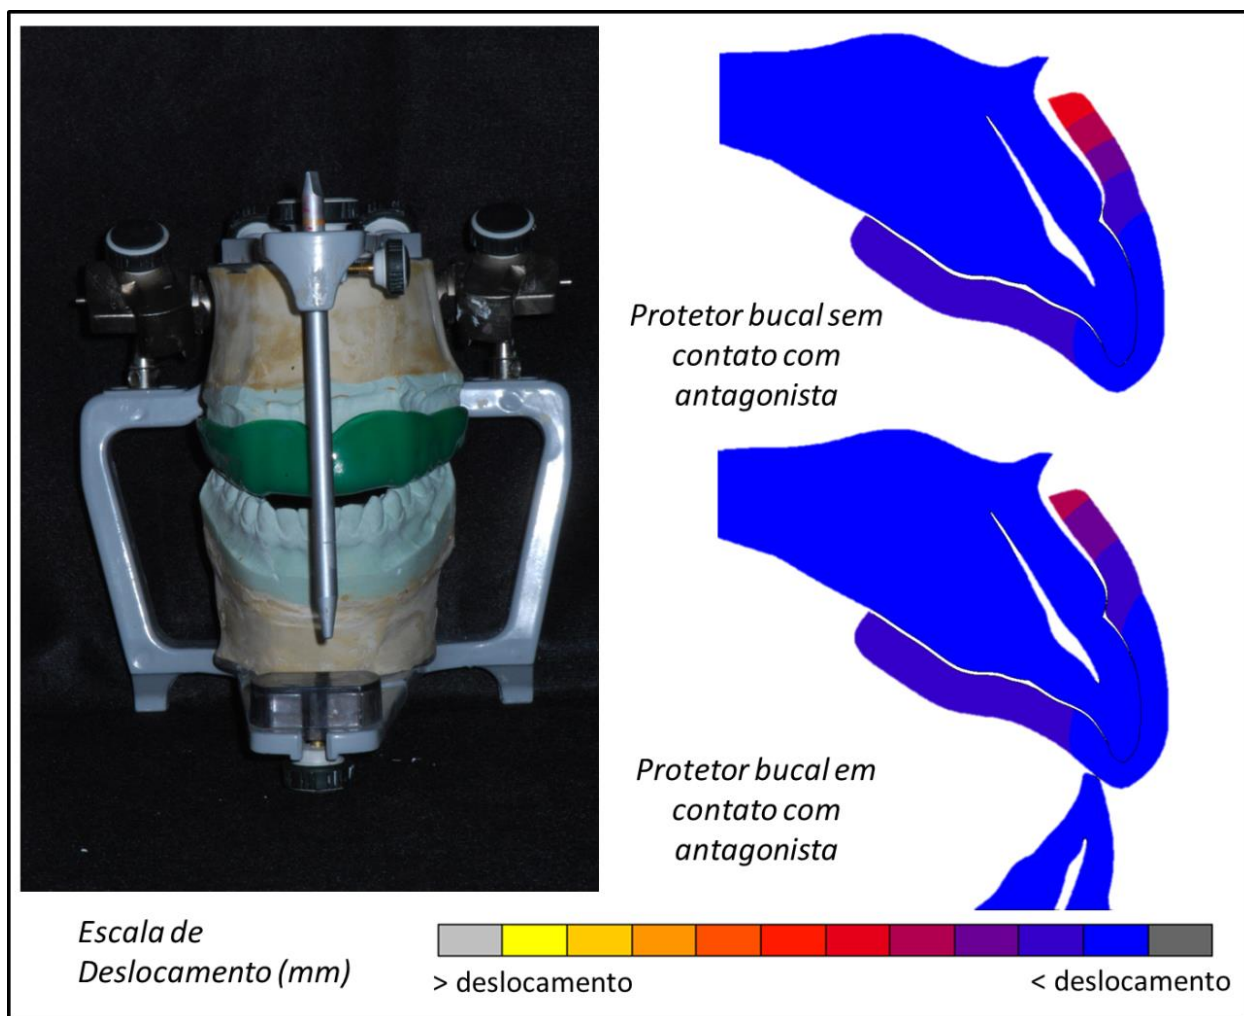 Protetor bucal sem
contato com
antagonista
Protetor bucal em
contato com
antagonista
Escala de
Deslocamento (mm)
> deslocamento
< deslocamento